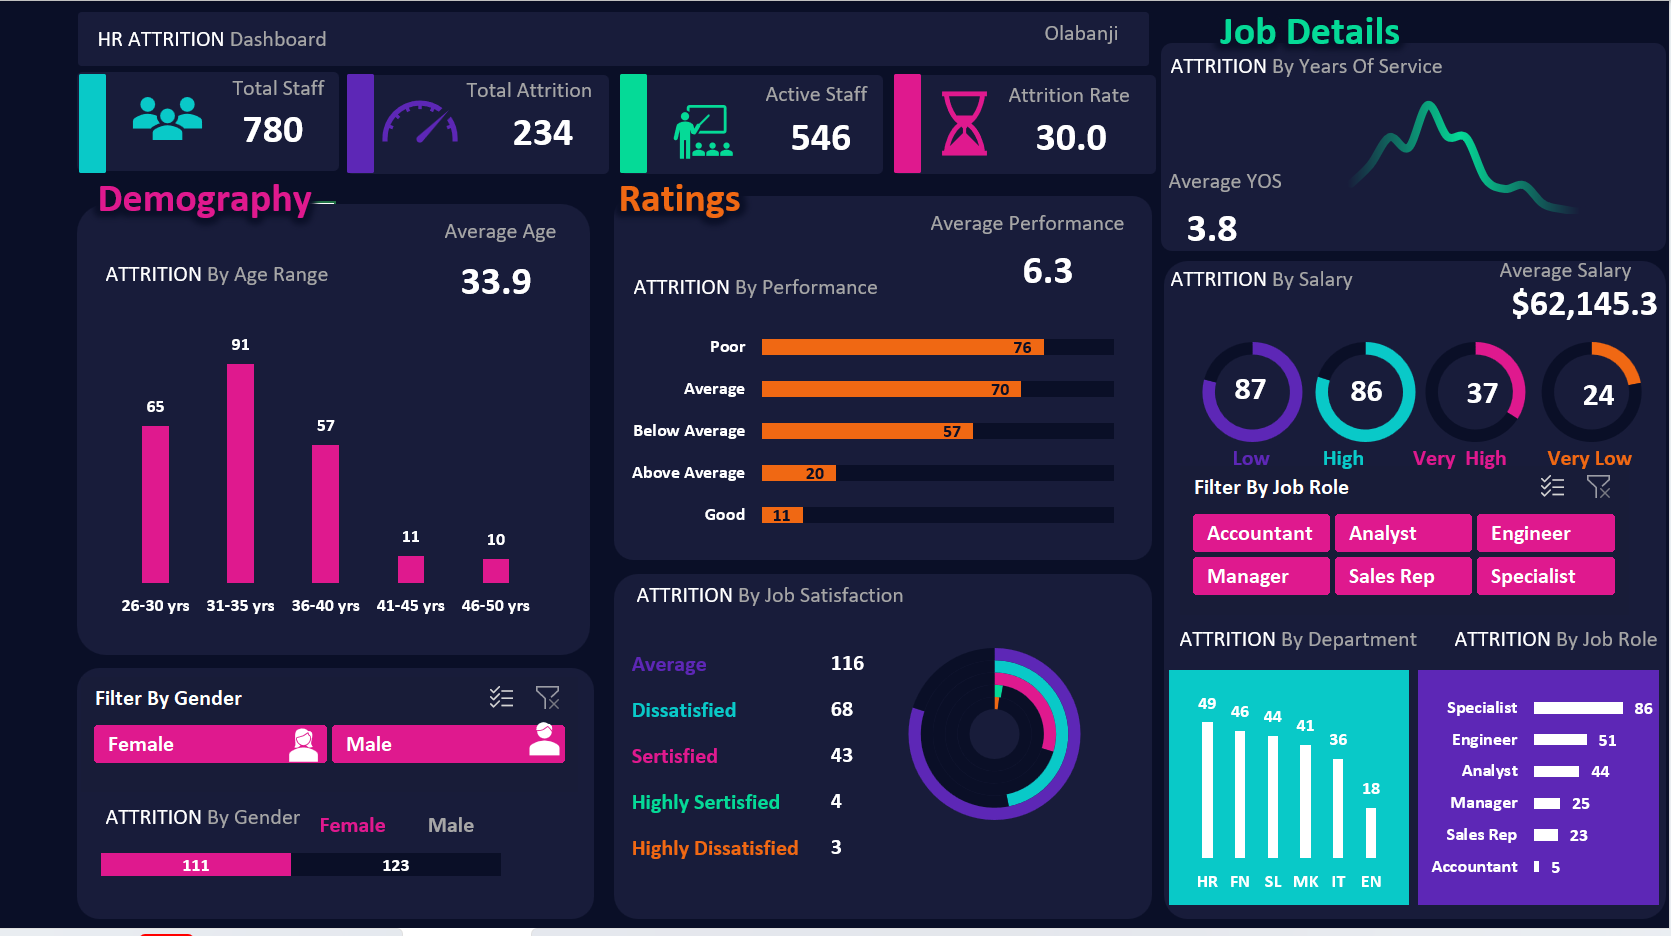 HR ATTRITION Dashboard
Olabanji
Total Staff
780
Total Attrition
234
Active Staff
546
Attrition Rate
30.0
Demography
Average Age
33.9
ATTRITION By Age Range
65
91
57
11
10
26-30 yrs
31-35 yrs
36-40 yrs
41-45 yrs
46-50 yrs
Filter By Gender
Female
Male
ATTRITION By Gender
Female
Male
111
123
Ratings
Average Performance
6.3
ATTRITION By Performance
Poor 76
Average 70
Below Average 57
Above Average 20
Good 11
ATTRITION By Job Satisfaction
Average 116
Dissatisfied 68
Sertisfied 43
Highly Sertisfied 4
Highly Dissatisfied 3
Job Details
ATTRITION By Years Of Service
Average YOS
3.8
ATTRITION By Salary
Average Salary
$62,145.3
87
86
37
24
Low
High
Very High
Very Low
Filter By Job Role
Accountant
Analyst
Engineer
Manager
Sales Rep
Specialist
ATTRITION By Department
49
46
44
41
36
18
HR
FN
SL
MK
IT
EN
ATTRITION By Job Role
Specialist 86
Engineer 51
Analyst 44
Manager 25
Sales Rep 23
Accountant 5